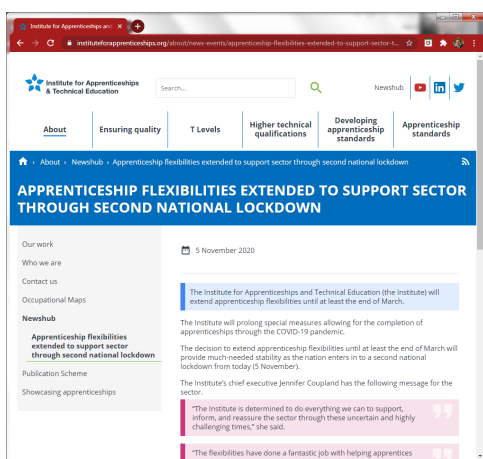 Institute for Apprenticeships and
instituteforapprenticeships.org/about/news-events/apprenticeship-flexibilities-extended-to-support-sector-t...
Institute for Apprenticeships
& Technical Education
Search...
Newshub
About
Ensuring quality
T Levels
Higher technical
qualifications
Developing
apprenticeship
standards
Apprenticeship
standards
About › Newshub › Apprenticeship flexibilities extended to support sector through second national lockdown
APPRENTICESHIP FLEXIBILITIES EXTENDED TO SUPPORT SECTOR
THROUGH SECOND NATIONAL LOCKDOWN
Our work
Who we are
Contact us
Occupational Maps
Newshub
Apprenticeship flexibilities
extended to support sector
through second national lockdown
Publication Scheme
Showcasing apprenticeships
5 November 2020
The Institute for Apprenticeships and Technical Education (the Institute) will
extend apprenticeship flexibilities until at least the end of March.
The Institute will prolong special measures allowing for the completion of
apprenticeships through the COVID-19 pandemic.
The decision to extend apprenticeship flexibilities until at least the end of March will
provide much-needed stability as the nation enters in to a second national
lockdown from today (5 November).
The Institute's chief executive Jennifer Coupland has the following message for the
sector.
"The Institute is determined to do everything we can to support,
inform, and reassure the sector through these uncertain and highly
challenging times," she said.
"The flexibilities have done a fantastic job with helping apprentices